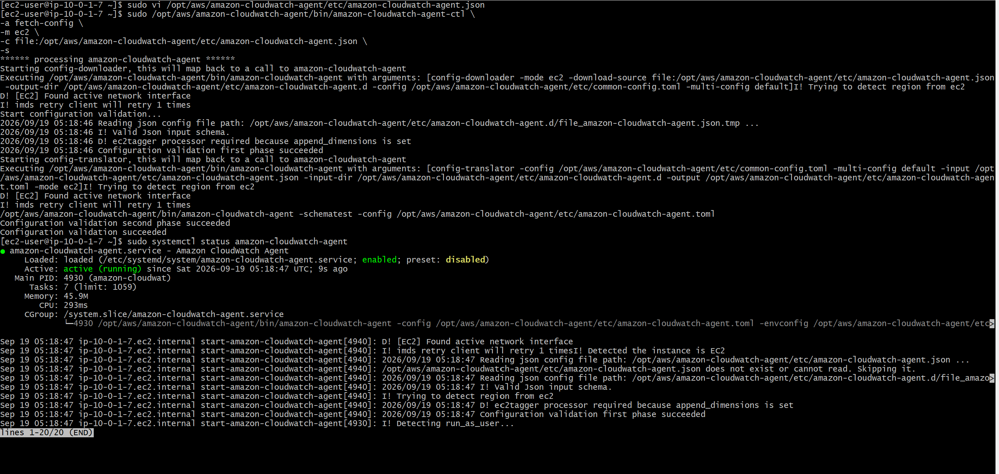 [ec2-user@ip-10-0-1-7 ~]$ sudo vi /opt/aws/amazon-cloudwatch-agent/etc/amazon-cloudwatch-agent.json
[ec2-user@ip-10-0-1-7 ~]$ sudo /opt/aws/amazon-cloudwatch-agent/bin/amazon-cloudwatch-agent-ctl \
-a fetch-config \
-m ec2 \
-c file:/opt/aws/amazon-cloudwatch-agent/etc/amazon-cloudwatch-agent.json \
-s
****** processing amazon-cloudwatch-agent ******
Starting config-downloader, this will map back to a call to amazon-cloudwatch-agent
Executing /opt/aws/amazon-cloudwatch-agent/bin/amazon-cloudwatch-agent with arguments: [config-downloader -mode ec2 -download-source file:/opt/aws/amazon-cloudwatch-agent/etc/amazon-cloudwatch-agent.json
 -output-dir /opt/aws/amazon-cloudwatch-agent/etc/amazon-cloudwatch-agent.d -config /opt/aws/amazon-cloudwatch-agent/etc/common-config.toml -multi-config default]I! Trying to detect region from ec2
D! [EC2] Found active network interface
I! imds retry client will retry 1 times
Start configuration validation...
2026/09/19 05:18:46 Reading json config file path: /opt/aws/amazon-cloudwatch-agent/etc/amazon-cloudwatch-agent.d/file_amazon-cloudwatch-agent.json.tmp ...
2026/09/19 05:18:46 I! Valid Json input schema.
2026/09/19 05:18:46 D! ec2tagger processor required because append_dimensions is set
2026/09/19 05:18:46 Configuration validation first phase succeeded
Starting config-translator, this will map back to a call to amazon-cloudwatch-agent
Executing /opt/aws/amazon-cloudwatch-agent/bin/amazon-cloudwatch-agent with arguments: [config-translator -config /opt/aws/amazon-cloudwatch-agent/etc/common-config.toml -multi-config default -input /opt
/aws/amazon-cloudwatch-agent/etc/amazon-cloudwatch-agent.json -input-dir /opt/aws/amazon-cloudwatch-agent/etc/amazon-cloudwatch-agent.d -output /opt/aws/amazon-cloudwatch-agent/etc/amazon-cloudwatch-agen
t.toml -mode ec2]I! Trying to detect region from ec2
D! [EC2] Found active network interface
I! imds retry client will retry 1 times
/opt/aws/amazon-cloudwatch-agent/bin/amazon-cloudwatch-agent -schematest -config /opt/aws/amazon-cloudwatch-agent/etc/amazon-cloudwatch-agent.toml
Configuration validation second phase succeeded
Configuration validation succeeded
[ec2-user@ip-10-0-1-7 ~]$ sudo systemctl status amazon-cloudwatch-agent
● amazon-cloudwatch-agent.service - Amazon CloudWatch Agent
     Loaded: loaded (/etc/systemd/system/amazon-cloudwatch-agent.service; enabled; preset: disabled)
     Active: active (running) since Sat 2026-09-19 05:18:47 UTC; 9s ago
   Main PID: 4930 (amazon-cloudwat)
      Tasks: 7 (limit: 1059)
     Memory: 45.9M
        CPU: 293ms
     CGroup: /system.slice/amazon-cloudwatch-agent.service
             └─4930 /opt/aws/amazon-cloudwatch-agent/bin/amazon-cloudwatch-agent -config /opt/aws/amazon-cloudwatch-agent/etc/amazon-cloudwatch-agent.toml -envconfig /opt/aws/amazon-cloudwatch-agent/etc>

Sep 19 05:18:47 ip-10-0-1-7.ec2.internal start-amazon-cloudwatch-agent[4940]: D! [EC2] Found active network interface
Sep 19 05:18:47 ip-10-0-1-7.ec2.internal start-amazon-cloudwatch-agent[4940]: I! imds retry client will retry 1 timesI! Detected the instance is EC2
Sep 19 05:18:47 ip-10-0-1-7.ec2.internal start-amazon-cloudwatch-agent[4940]: 2026/09/19 05:18:47 Reading json config file path: /opt/aws/amazon-cloudwatch-agent/etc/amazon-cloudwatch-agent.json ...
Sep 19 05:18:47 ip-10-0-1-7.ec2.internal start-amazon-cloudwatch-agent[4940]: /opt/aws/amazon-cloudwatch-agent/etc/amazon-cloudwatch-agent.json does not exist or cannot read. Skipping it.
Sep 19 05:18:47 ip-10-0-1-7.ec2.internal start-amazon-cloudwatch-agent[4940]: 2026/09/19 05:18:47 Reading json config file path: /opt/aws/amazon-cloudwatch-agent/etc/amazon-cloudwatch-agent.d/file_amazo>
Sep 19 05:18:47 ip-10-0-1-7.ec2.internal start-amazon-cloudwatch-agent[4940]: 2026/09/19 05:18:47 I! Valid Json input schema.
Sep 19 05:18:47 ip-10-0-1-7.ec2.internal start-amazon-cloudwatch-agent[4940]: I! Trying to detect region from ec2
Sep 19 05:18:47 ip-10-0-1-7.ec2.internal start-amazon-cloudwatch-agent[4940]: 2026/09/19 05:18:47 D! ec2tagger processor required because append_dimensions is set
Sep 19 05:18:47 ip-10-0-1-7.ec2.internal start-amazon-cloudwatch-agent[4940]: 2026/09/19 05:18:47 Configuration validation first phase succeeded
Sep 19 05:18:47 ip-10-0-1-7.ec2.internal start-amazon-cloudwatch-agent[4930]: I! Detecting run_as_user...
lines 1-20/20 (END)